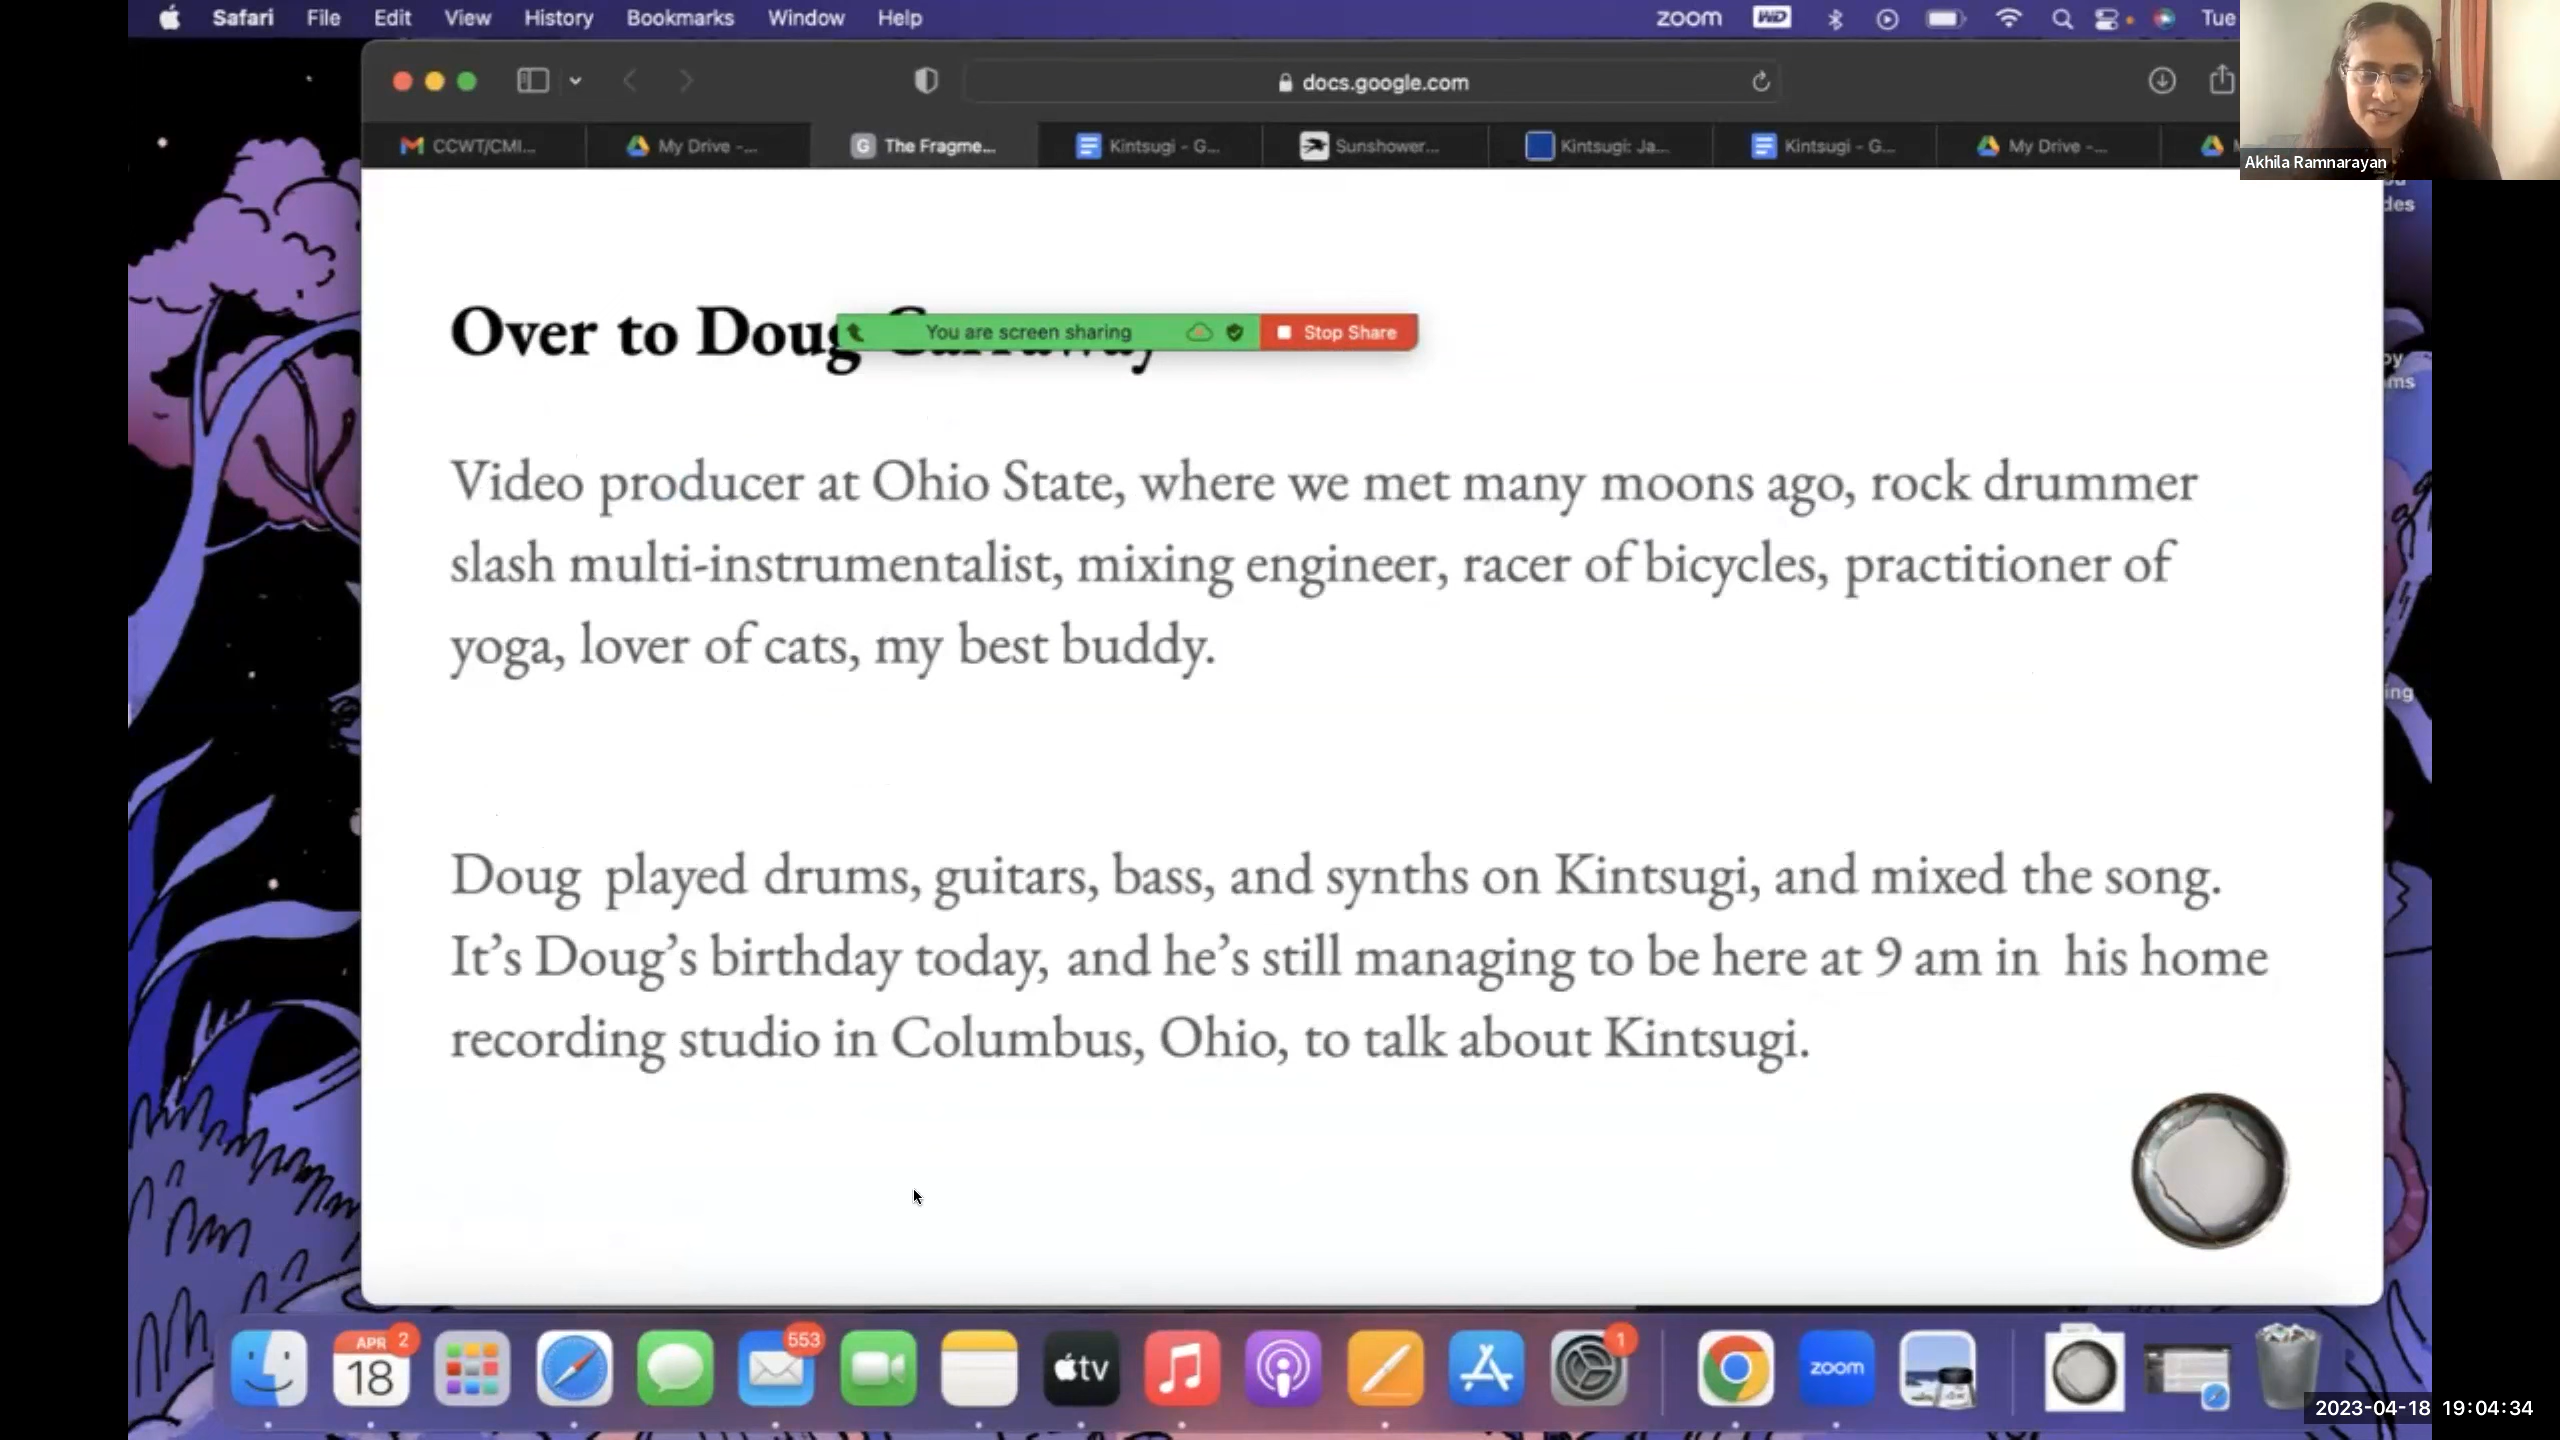 Safari File Edit View History Bookmarks Window Help zoom WD Tue
docs.google.com
CCWT/CMI... My Drive -... The Fragme... Kintsugi - G... Sunshower... Kintsugi: Ja... Kintsugi - G... My Drive -...
Akhila Ramnarayan
des
Over to Doug Carraway
You are screen sharing Stop Share
by
ms
Video producer at Ohio State, where we met many moons ago, rock drummer
slash multi-instrumentalist, mixing engineer, racer of bicycles, practitioner of
yoga, lover of cats, my best buddy.
ing
Doug played drums, guitars, bass, and synths on Kintsugi, and mixed the song.
It’s Doug’s birthday today, and he’s still managing to be here at 9 am in his home
recording studio in Columbus, Ohio, to talk about Kintsugi.
APR 2
18
553
tv
1
zoom
2023-04-18 19:04:34